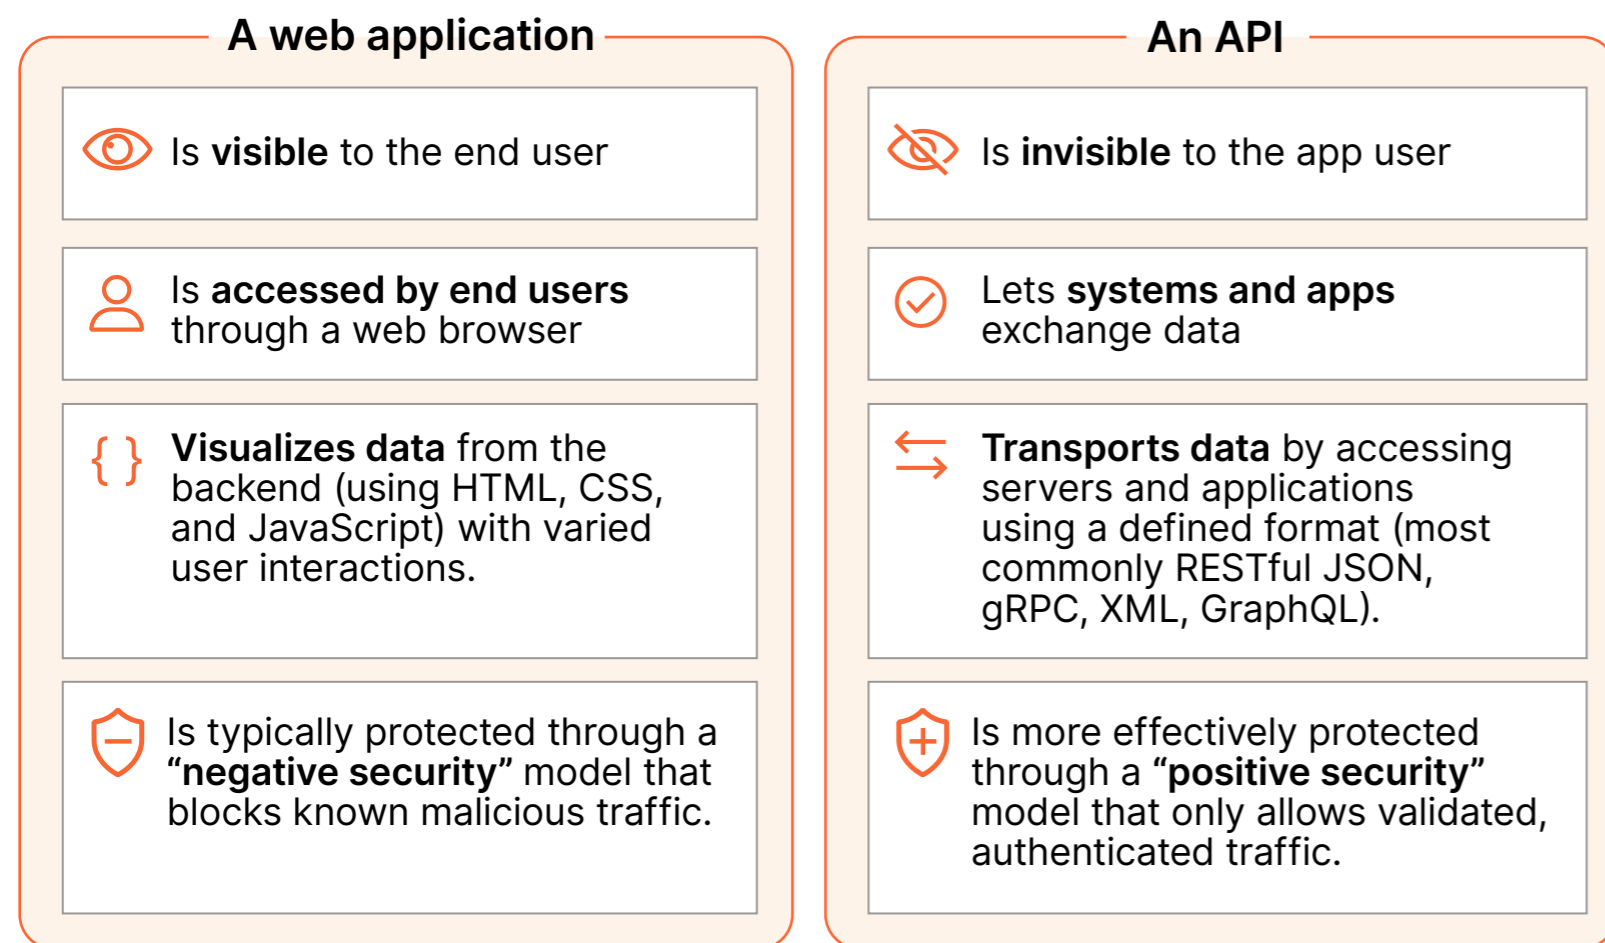 A web application
Is visible to the end user
Is accessed by end users
through a web browser
{ } Visualizes data from the
backend (using HTML, CSS,
and JavaScript) with varied
user interactions.
Is typically protected through a
“negative security” model that
blocks known malicious traffic.
An API
Is invisible to the app user
Lets systems and apps
exchange data
Transports data by accessing
servers and applications
using a defined format (most
commonly RESTful JSON,
gRPC, XML, GraphQL).
Is more effectively protected
through a “positive security”
model that only allows validated,
authenticated traffic.